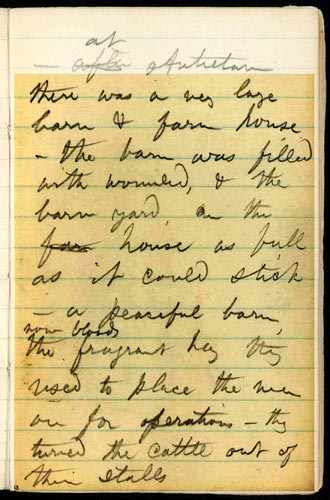 at
— after Antietam
there was a very large
barn & farm house
— the barn was filled
with wounded, & the
barn yard, on the
far house as full
as it could stick
— a peaceful barn,
now bloody
the fragrant hay they
used to place the men
on for operations — they
turned the cattle out of
their stalls